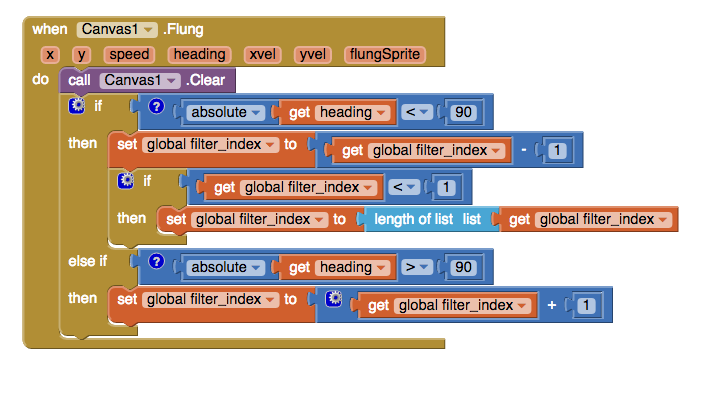 when Canvas1 .Flung
x y speed heading xvel yvel flungSprite
do call Canvas1 .Clear
if ? absolute get heading < 90
then set global filter_index to get global filter_index - 1
if get global filter_index < 1
then set global filter_index to length of list list get global filter_index
else if ? absolute get heading > 90
then set global filter_index to get global filter_index + 1